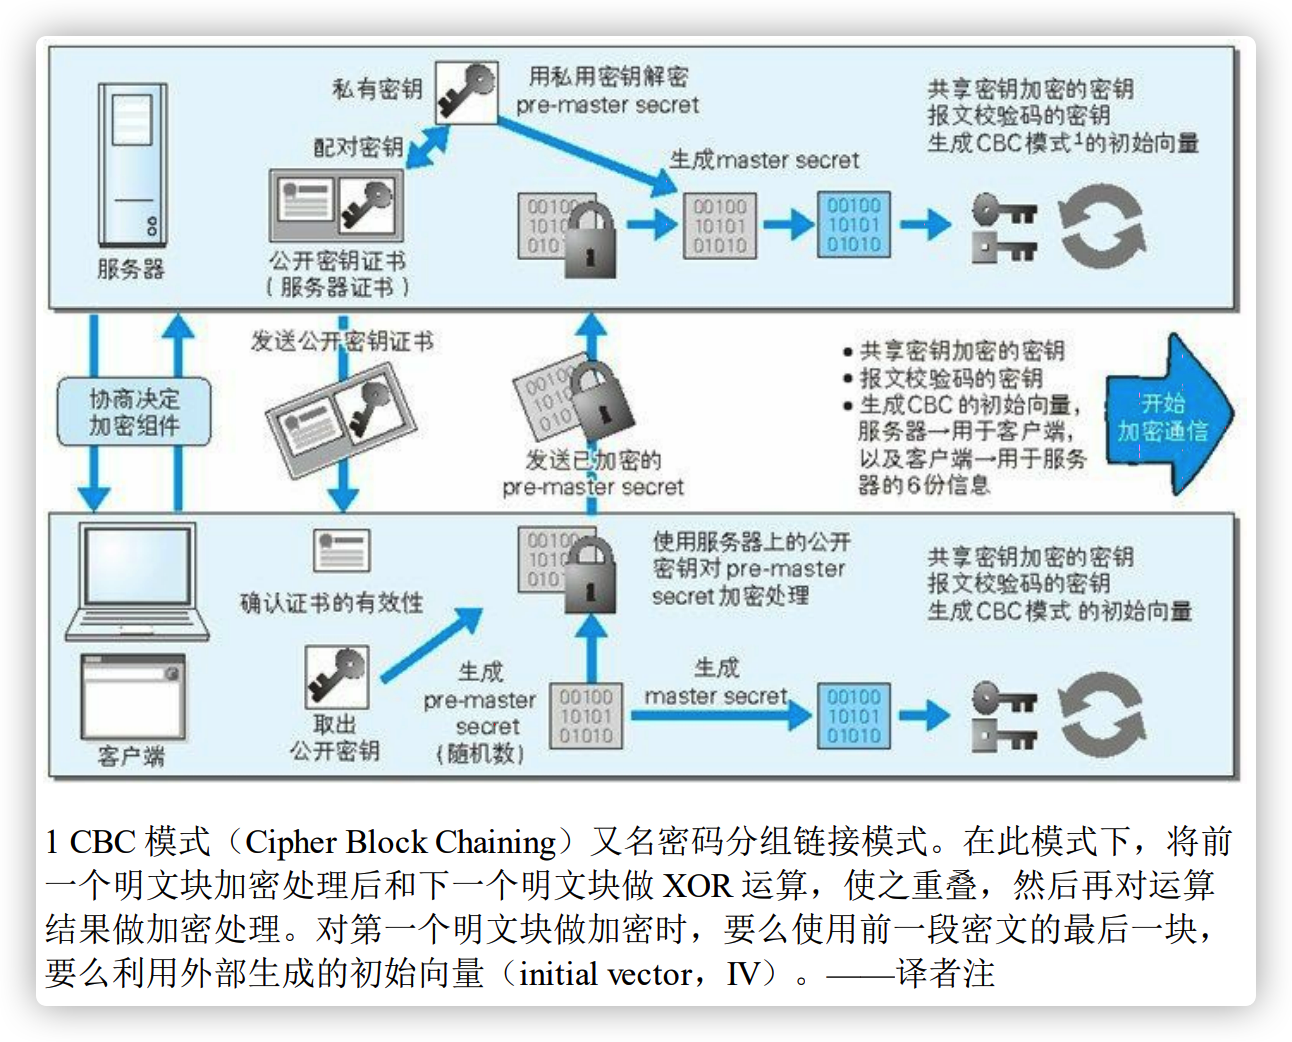 私有密钥
用私用密钥解密
pre-master secret
配对密钥
共享密钥加密的密钥
报文校验码的密钥
生成CBC模式1的初始向量
生成master secret
00100
10101
01010
00100
10101
01010
00100
1010
0101
服务器
公开密钥证书
(服务器证书)
发送公开密钥证书
协商决定
加密组件
00100
1010
010
发送已加密的
pre-master secret
• 共享密钥加密的密钥
• 报文校验码的密钥
• 生成CBC的初始向量,
服务器→用于客户端,
以及客户端→用于服务
器的6份信息
开始
加密通信
确认证书的有效性
00100
1010
0101
使用服务器上的公开
密钥对pre-master
secret加密处理
共享密钥加密的密钥
报文校验码的密钥
生成CBC模式 的初始向量
客户端
取出
公开密钥
生成
pre-master
secret
(随机数)
00100
10101
01010
生成
master secret
00100
10101
01010
1 CBC 模式（Cipher Block Chaining）又名密码分组链接模式。在此模式下，将前
一个明文块加密处理后和下一个明文块做 XOR 运算，使之重叠，然后再对运算
结果做加密处理。对第一个明文块做加密时，要么使用前一段密文的最后一块，
要么利用外部生成的初始向量（initial vector，IV）。——译者注